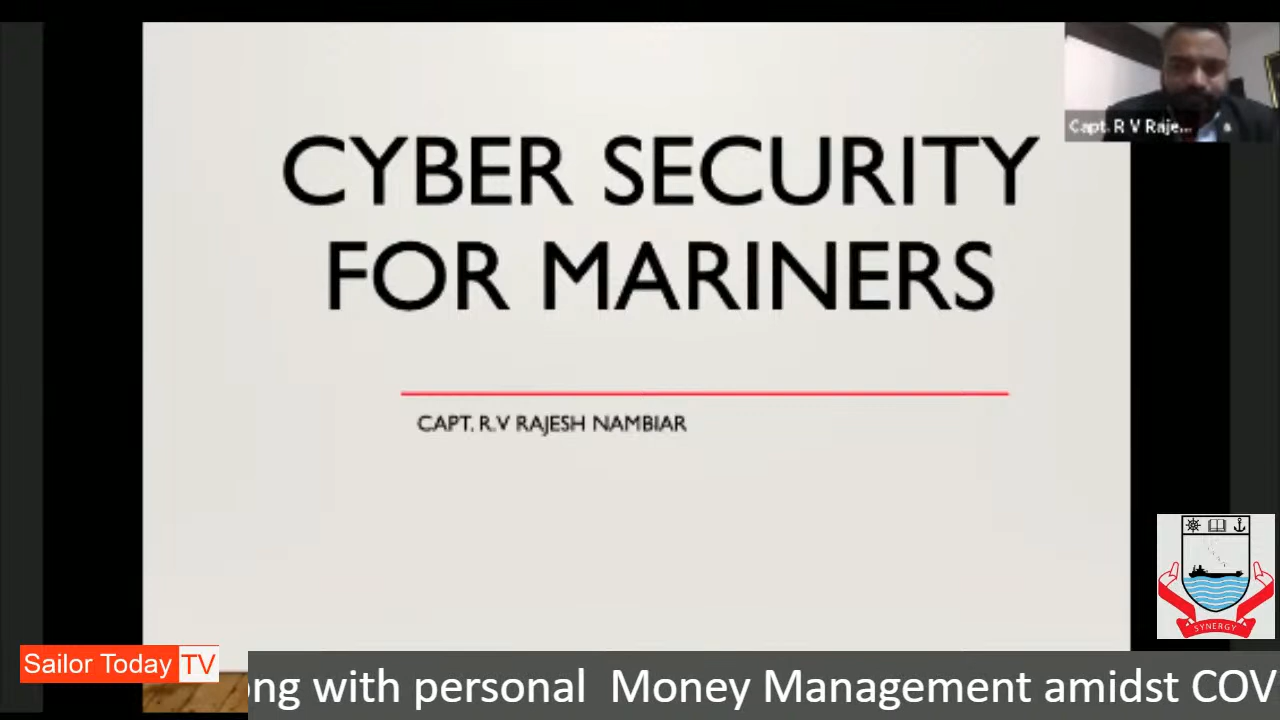 CYBER SECURITY
FOR MARINERS
CAPT. R.V RAJESH NAMBIAR
Capt. R V Raje...
SYNERGY
Sailor Today TV
ong with personal  Money Management amidst COV